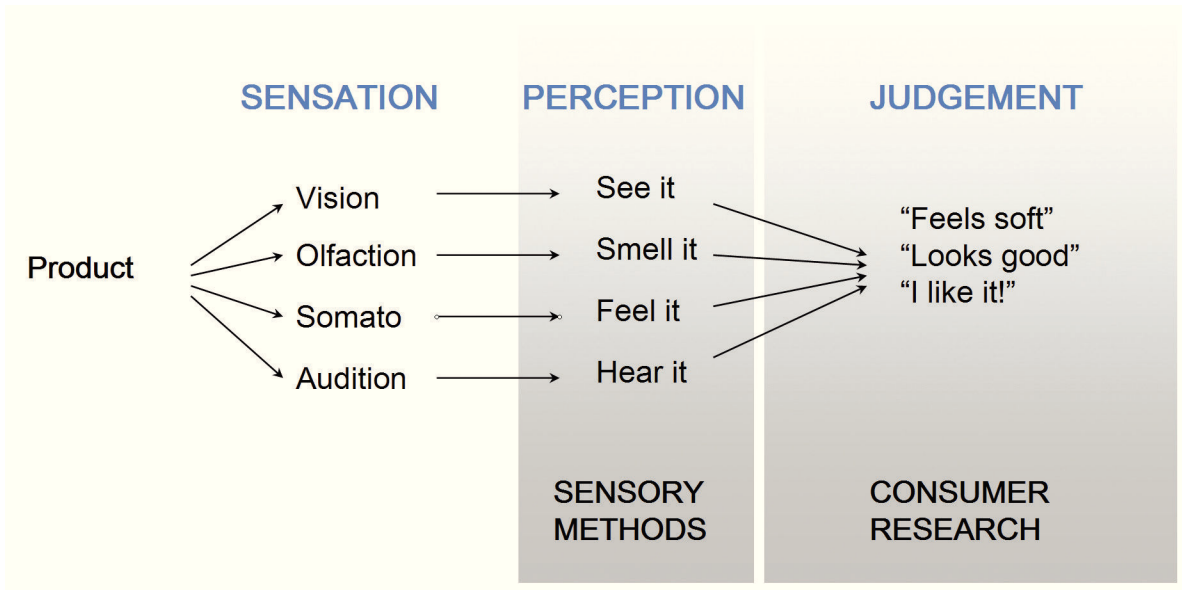 SENSATION
PERCEPTION
JUDGEMENT
Product
Vision
Olfaction
Somato
Audition
See it
Smell it
Feel it
Hear it
“Feels soft”
“Looks good”
“I like it!”
SENSORY
METHODS
CONSUMER
RESEARCH